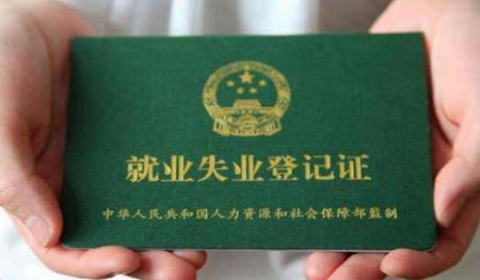 就业失业登记证
中华人民共和国人力资源和社会保障部监制